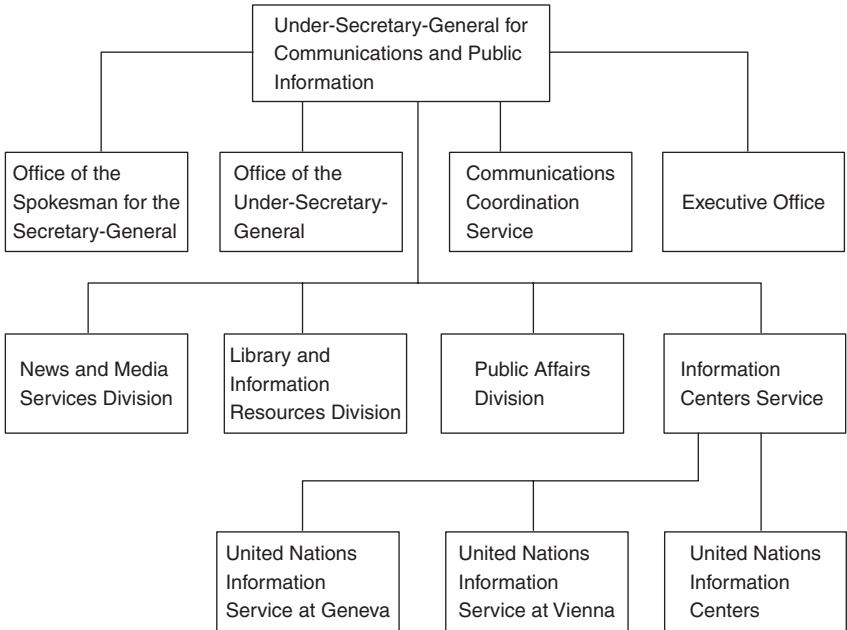 Under-Secretary-General for
Communications and Public
Information
Office of the
Spokesman for the
Secretary-General
Office of the
Under-Secretary-
General
Communications
Coordination
Service
Executive Office
News and Media
Services Division
Library and
Information
Resources Division
Public Affairs
Division
Information
Centers Service
United Nations
Information
Service at Geneva
United Nations
Information
Service at Vienna
United Nations
Information
Centers